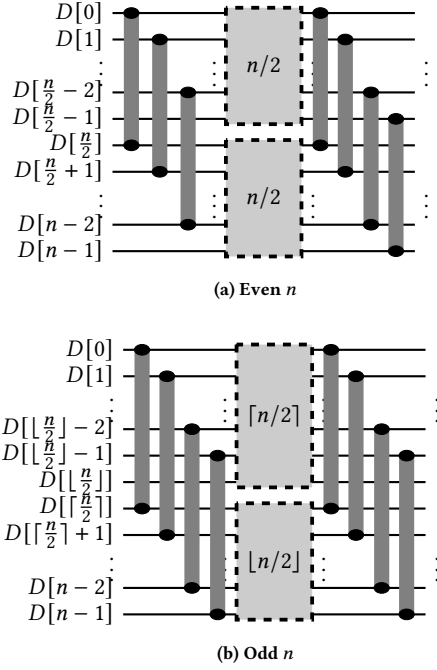 D[0]
D[1]
⋮
D[n/2 − 2]
D[n/2 − 1]
D[n/2]
D[n/2 + 1]
⋮
D[n − 2]
D[n − 1]
n/2
n/2
(a) Even n
D[0]
D[1]
⋮
D[⌊n/2⌋ − 2]
D[⌊n/2⌋ − 1]
D[⌊n/2⌋]
D[⌈n/2⌉]
D[⌈n/2⌉ + 1]
⋮
D[n − 2]
D[n − 1]
⌈n/2⌉
⌊n/2⌋
(b) Odd n